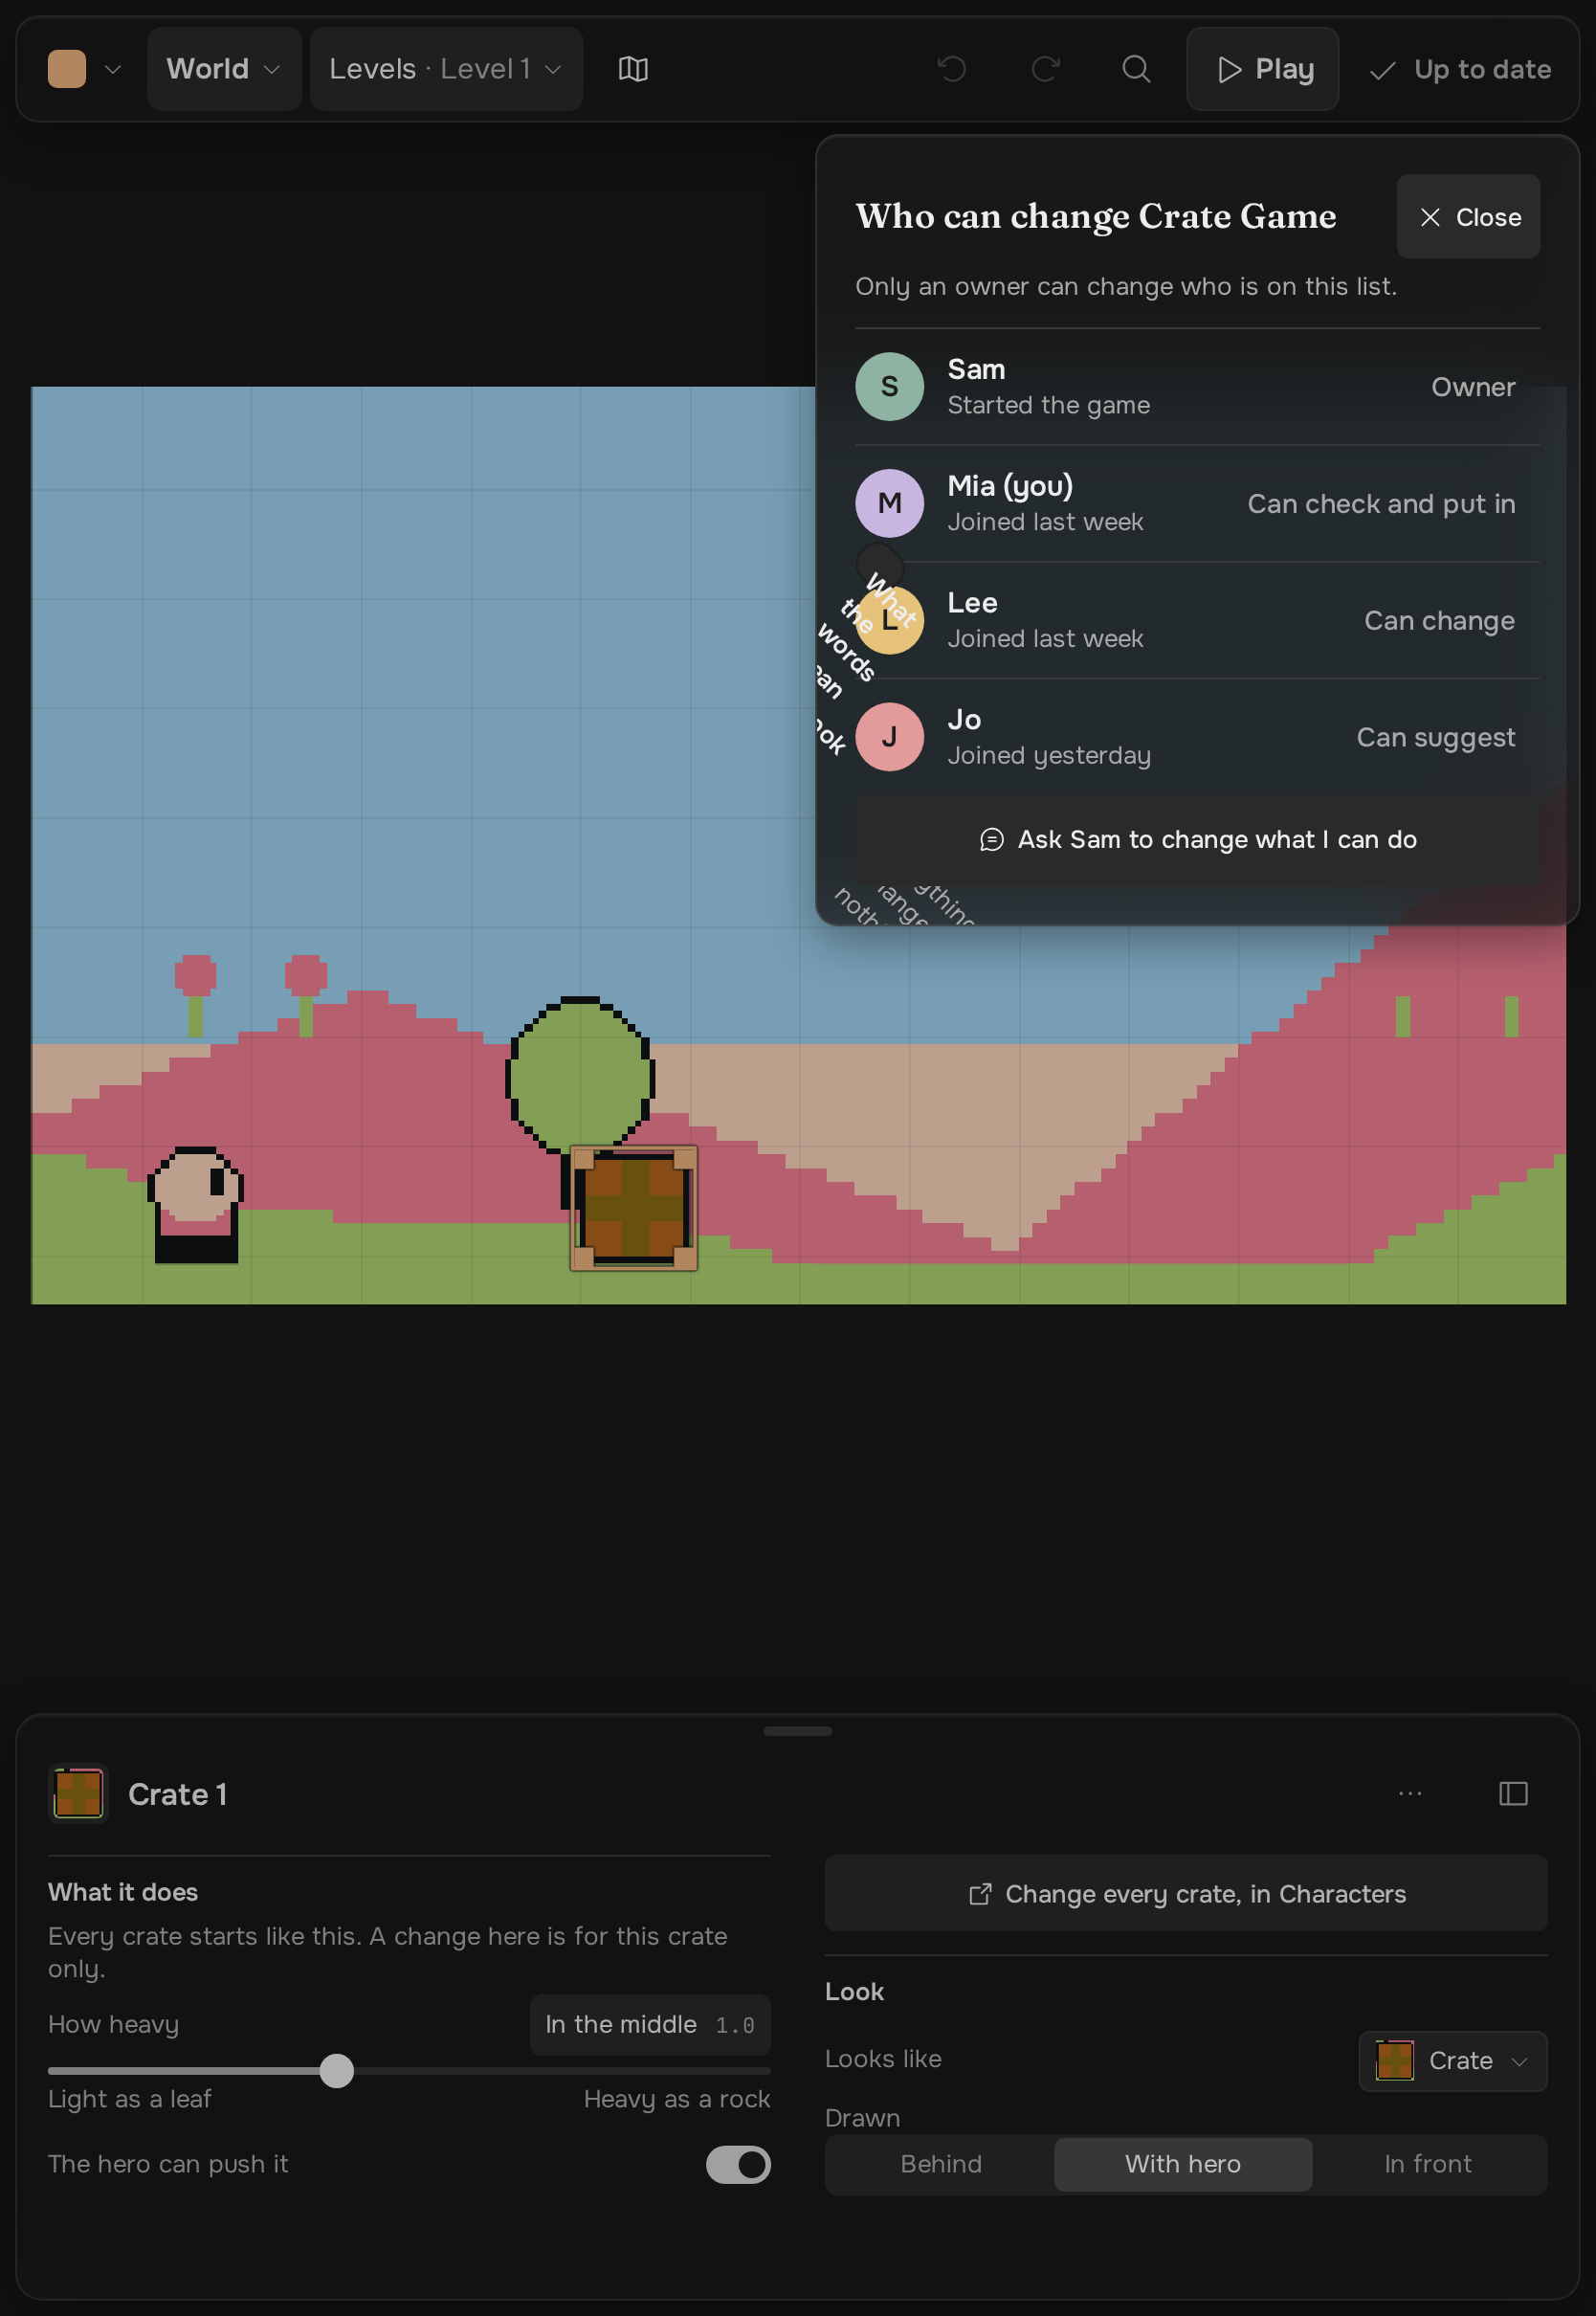 World
Levels · Level 1
Play
Up to date
Who can change Crate Game
Close
Only an owner can change who is on this list.
S
Sam
Started the game
Owner
M
Mia (you)
Joined last week
Can check and put in
What
the
words
L
Lee
Joined last week
Can change
J
Jo
Joined yesterday
Can suggest
Ask Sam to change what I can do
Crate 1
What it does
Every crate starts like this. A change here is for this crate
only.
How heavy
In the middle 1.0
Light as a leaf
Heavy as a rock
The hero can push it
Change every crate, in Characters
Look
Looks like
Crate
Drawn
Behind
With hero
In front